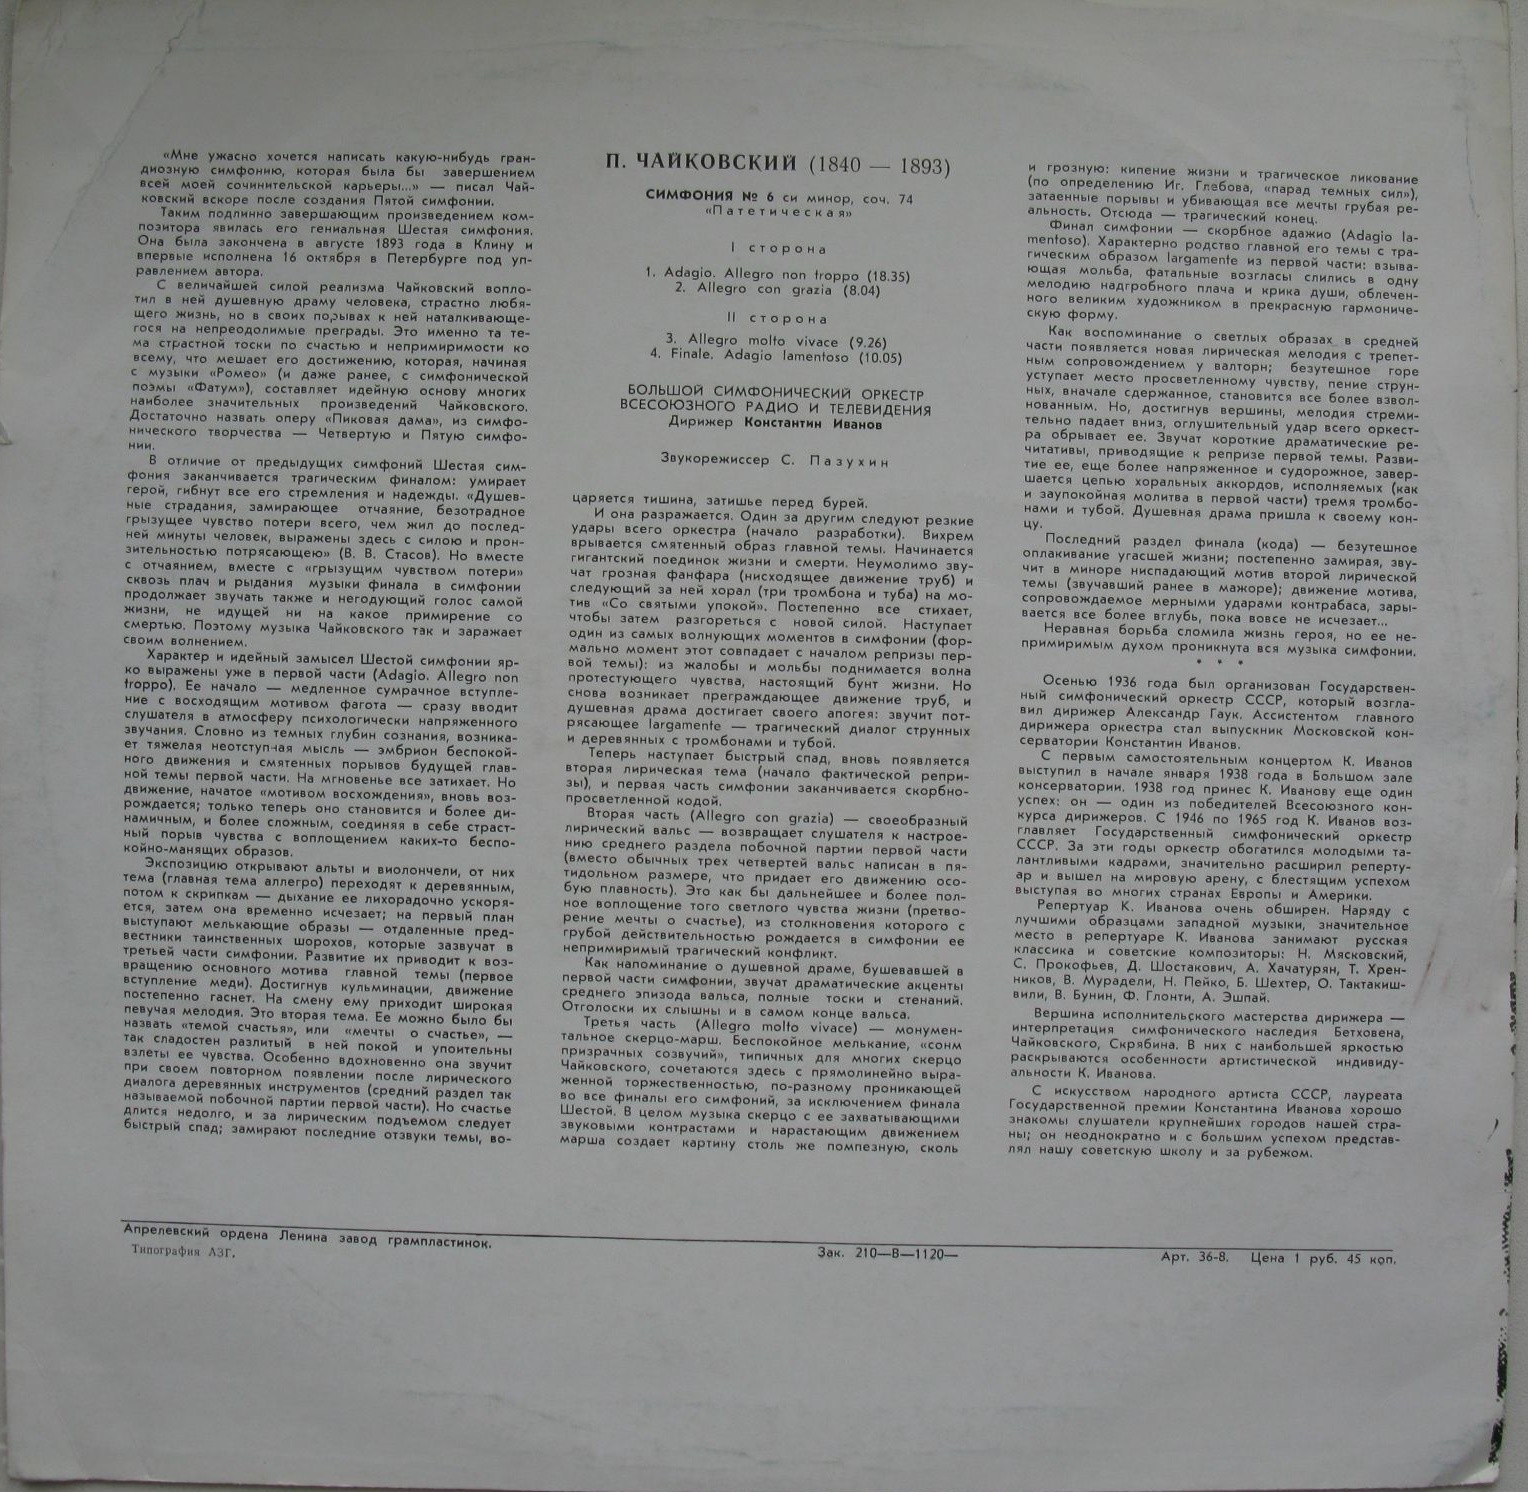 «Мне ужасно хочется написать какую-нибудь гран-
диозную симфонию, которая была бы завершением
всей моей сочинительской карьеры...» — писал Чай-
ковский вскоре после создания Пятой симфонии.
Таким подлинно завершающим произведением ком-
позитора явилась его гениальная Шестая симфония.
Она была закончена в августе 1893 года в Клину и
впервые исполнена 16 октября в Петербурге под уп-
равлением автора.
С величайшей силой реализма Чайковский вопло-
тил в ней душевную драму человека, страстно любя-
щего жизнь, но в своих порывах к ней наталкивающе-
гося на непреодолимые преграды. Это именно та те-
ма страстной тоски по счастью и непримиримости ко
всему, что мешает его достижению, которая, начиная
с музыки «Ромео» (и даже ранее, с симфонической
поэмы «Фатум»), составляет идейную основу многих
наиболее значительных произведений Чайковского.
Достаточно назвать оперу «Пиковая дама», из симфо-
нического творчества — Четвертую и Пятую симфо-
нии.
В отличие от предыдущих симфоний Шестая сим-
фония заканчивается трагическим финалом: умирает
герой, гибнут все его стремления и надежды. «Душев-
ные страдания, замирающее отчаяние, безотрадное
грызущее чувство потери всего, чем жил до послед-
ней минуты человек, выражены здесь с силою и прон-
зительностью потрясающею» (В. В. Стасов). Но вместе
с отчаянием, вместе с «грызущим чувством потери»
сквозь плач и рыдания музыки финала в симфонии
продолжает звучать также и негодующий голос самой
жизни, не идущей ни на какое примирение со
смертью. Поэтому музыка Чайковского так и заражает
своим волнением.
Характер и идейный замысел Шестой симфонии яр-
ко выражены уже в первой части (Adagio. Allegro non
troppo). Ее начало — медленное сумрачное вступле-
ние с восходящим мотивом фагота — сразу вводит
слушателя в атмосферу психологически напряженного
звучания. Словно из темных глубин сознания, возника-
ет тяжелая неотступная мысль — эмбрион беспокой-
ного движения и смятенных порывов будущей глав-
ной темы первой части. На мгновенье все затихает. Но
движение, начатое «мотивом восхождения», вновь воз-
рождается; только теперь оно становится и более ди-
намичным, и более сложным, соединяя в себе страст-
ный порыв чувства с воплощением каких-то беспо-
койно-манящих образов.
Экспозицию открывают альты и виолончели, от них
тема (главная тема аллегро) переходят к деревянным,
потом к скрипкам — дыхание ее лихорадочно ускоря-
ется, затем она временно исчезает; на первый план
выступают мелькающие образы — отдаленные пред-
вестники таинственных шорохов, которые зазвучат в
третьей части симфонии. Развитие их приводит к воз-
вращению основного мотива главной темы (первое
вступление меди). Достигнув кульминации, движение
постепенно гаснет. На смену ему приходит широкая
певучая мелодия. Это вторая тема. Ее можно было бы
назвать «темой счастья», или «мечты о счастье», —
так сладостен разлитый в ней покой и упоительны
взлеты ее чувства. Особенно вдохновенно она звучит
при своем повторном появлении после лирического
диалога деревянных инструментов (средний раздел так
называемой побочной партии первой части). Но счастье
длится недолго, и за лирическим подъемом следует
быстрый спад; замирают последние отзвуки темы, во-
П. ЧАЙКОВСКИЙ (1840 — 1893)
СИМФОНИЯ № 6 си минор, соч. 74
«Патетическая»
I сторона
1. Adagio. Allegro non troppo (18.35)
2. Allegro con grazia (8.04)
II сторона
3. Allegro molto vivace (9.26)
4. Finale. Adagio lamentoso (10.05)
БОЛЬШОЙ СИМФОНИЧЕСКИЙ ОРКЕСТР
ВСЕСОЮЗНОГО РАДИО И ТЕЛЕВИДЕНИЯ
Дирижер Константин Иванов
Звукорежиссер С. Пазухин
царяется тишина, затишье перед бурей.
И она разражается. Один за другим следуют резкие
удары всего оркестра (начало разработки). Вихрем
врывается смятенный образ главной темы. Начинается
гигантский поединок жизни и смерти. Неумолимо зву-
чат грозная фанфара (нисходящее движение труб) и
следующий за ней хорал (три тромбона и туба) на мо-
тив «Со святыми упокой». Постепенно все стихает,
чтобы затем разгореться с новой силой. Наступает
один из самых волнующих моментов в симфонии (фор-
мально момент этот совпадает с началом репризы пер-
вой темы): из жалобы и мольбы поднимается волна
протестующего чувства, настоящий бунт жизни. Но
снова возникает преграждающее движение труб, и
душевная драма достигает своего апогея: звучит пот-
рясающее largamente — трагический диалог струнных
и деревянных с тромбонами и тубой.
Теперь наступает быстрый спад, вновь появляется
вторая лирическая тема (начало фактической репри-
зы), и первая часть симфонии заканчивается скорбно-
просветленной кодой.
Вторая часть (Allegro con grazia) — своеобразный
лирический вальс — возвращает слушателя к настрое-
нию среднего раздела побочной партии первой части
(вместо обычных трех четвертей вальс написан в пя-
тидольном размере, что придает его движению осо-
бую плавность). Это как бы дальнейшее и более пол-
ное воплощение того светлого чувства жизни (претво-
рение мечты о счастье), из столкновения которого с
грубой действительностью рождается в симфонии ее
непримиримый трагический конфликт.
Как напоминание о душевной драме, бушевавшей в
первой части симфонии, звучат драматические акценты
среднего эпизода вальса, полные тоски и стенаний.
Отголоски их слышны и в самом конце вальса.
Третья часть (Allegro molto vivace) — монумен-
тальное скерцо-марш. Беспокойное мелькание, «сонм
призрачных созвучий», типичных для многих скерцо
Чайковского, сочетаются здесь с прямолинейно выра-
женной торжественностью, по-разному проникающей
во все финалы его симфоний, за исключением финала
Шестой. В целом музыка скерцо с ее захватывающими
звуковыми контрастами и нарастающим движением
марша создает картину столь же помпезную, сколь
и грозную: кипение жизни и трагическое ликование
(по определению Иг. Глебова, «парад темных сил»),
затаенные порывы и убивающая все мечты грубая ре-
альность. Отсюда — трагический конец.
Финал симфонии — скорбное адажио (Adagio la-
mentoso). Характерно родство главной его темы с тра-
гическим образом largamente из первой части: взыва-
ющая мольба, фатальные возгласы слились в одну
мелодию надгробного плача и крика души, облечен-
ного великим художником в прекрасную гармониче-
скую форму.
Как воспоминание о светлых образах в средней
части появляется новая лирическая мелодия с трепет-
ным сопровождением у валторн; безутешное горе
уступает место просветленному чувству, пение струн-
ных, вначале сдержанное, становится все более взвол-
нованным. Но, достигнув вершины, мелодия стреми-
тельно падает вниз, оглушительный удар всего оркест-
ра обрывает ее. Звучат короткие драматические ре-
читативы, приводящие к репризе первой темы. Разви-
тие ее, еще более напряженное и судорожное, завер-
шается цепью хоральных аккордов, исполняемых (как
и заупокойная молитва в первой части) тремя тромбо-
нами и тубой. Душевная драма пришла к своему кон-
цу.
Последний раздел финала (кода) — безутешное
оплакивание угасшей жизни; постепенно замирая, зву-
чит в миноре ниспадающий мотив второй лирической
темы (звучавший ранее в мажоре); движение мотива,
сопровождаемое мерными ударами контрабаса, зары-
вается все более вглубь, пока вовсе не исчезает...
Неравная борьба сломила жизнь героя, но ее не-
примиримым духом проникнута вся музыка симфонии.
* * *
Осенью 1936 года был организован Государствен-
ный симфонический оркестр СССР, который возгла-
вил дирижер Александр Гаук. Ассистентом главного
дирижера оркестра стал выпускник Московской кон-
серватории Константин Иванов.
С первым самостоятельным концертом К. Иванов
выступил в начале января 1938 года в Большом зале
консерватории. 1938 год принес К. Иванову еще один
успех: он — один из победителей Всесоюзного кон-
курса дирижеров. С 1946 по 1965 год К. Иванов воз-
главляет Государственный симфонический оркестр
СССР. За эти годы оркестр обогатился молодыми та-
лантливыми кадрами, значительно расширил реперту-
ар и вышел на мировую арену, с блестящим успехом
выступая во многих странах Европы и Америки.
Репертуар К. Иванова очень обширен. Наряду с
лучшими образцами западной музыки, значительное
место в репертуаре К. Иванова занимают русская
классика и советские композиторы: Н. Мясковский,
С. Прокофьев, Д. Шостакович, А. Хачатурян, Т. Хрен-
ников, В. Мурадели, Н. Пейко, Б. Шехтер, О. Тактакиш-
вили, В. Бунин, Ф. Глонти, А. Эшпай.
Вершина исполнительского мастерства дирижера —
интерпретация симфонического наследия Бетховена,
Чайковского, Скрябина. В них с наибольшей яркостью
раскрываются особенности артистической индивиду-
альности К. Иванова.
С искусством народного артиста СССР, лауреата
Государственной премии Константина Иванова хорошо
знакомы слушатели крупнейших городов нашей стра-
ны; он неоднократно и с большим успехом представ-
лял нашу советскую школу и за рубежом.
Апрелевский ордена Ленина завод грампластинок.
Типография АЗГ.
Зак. 210—В—1120—
Арт. 36-8. Цена 1 руб. 45 коп.